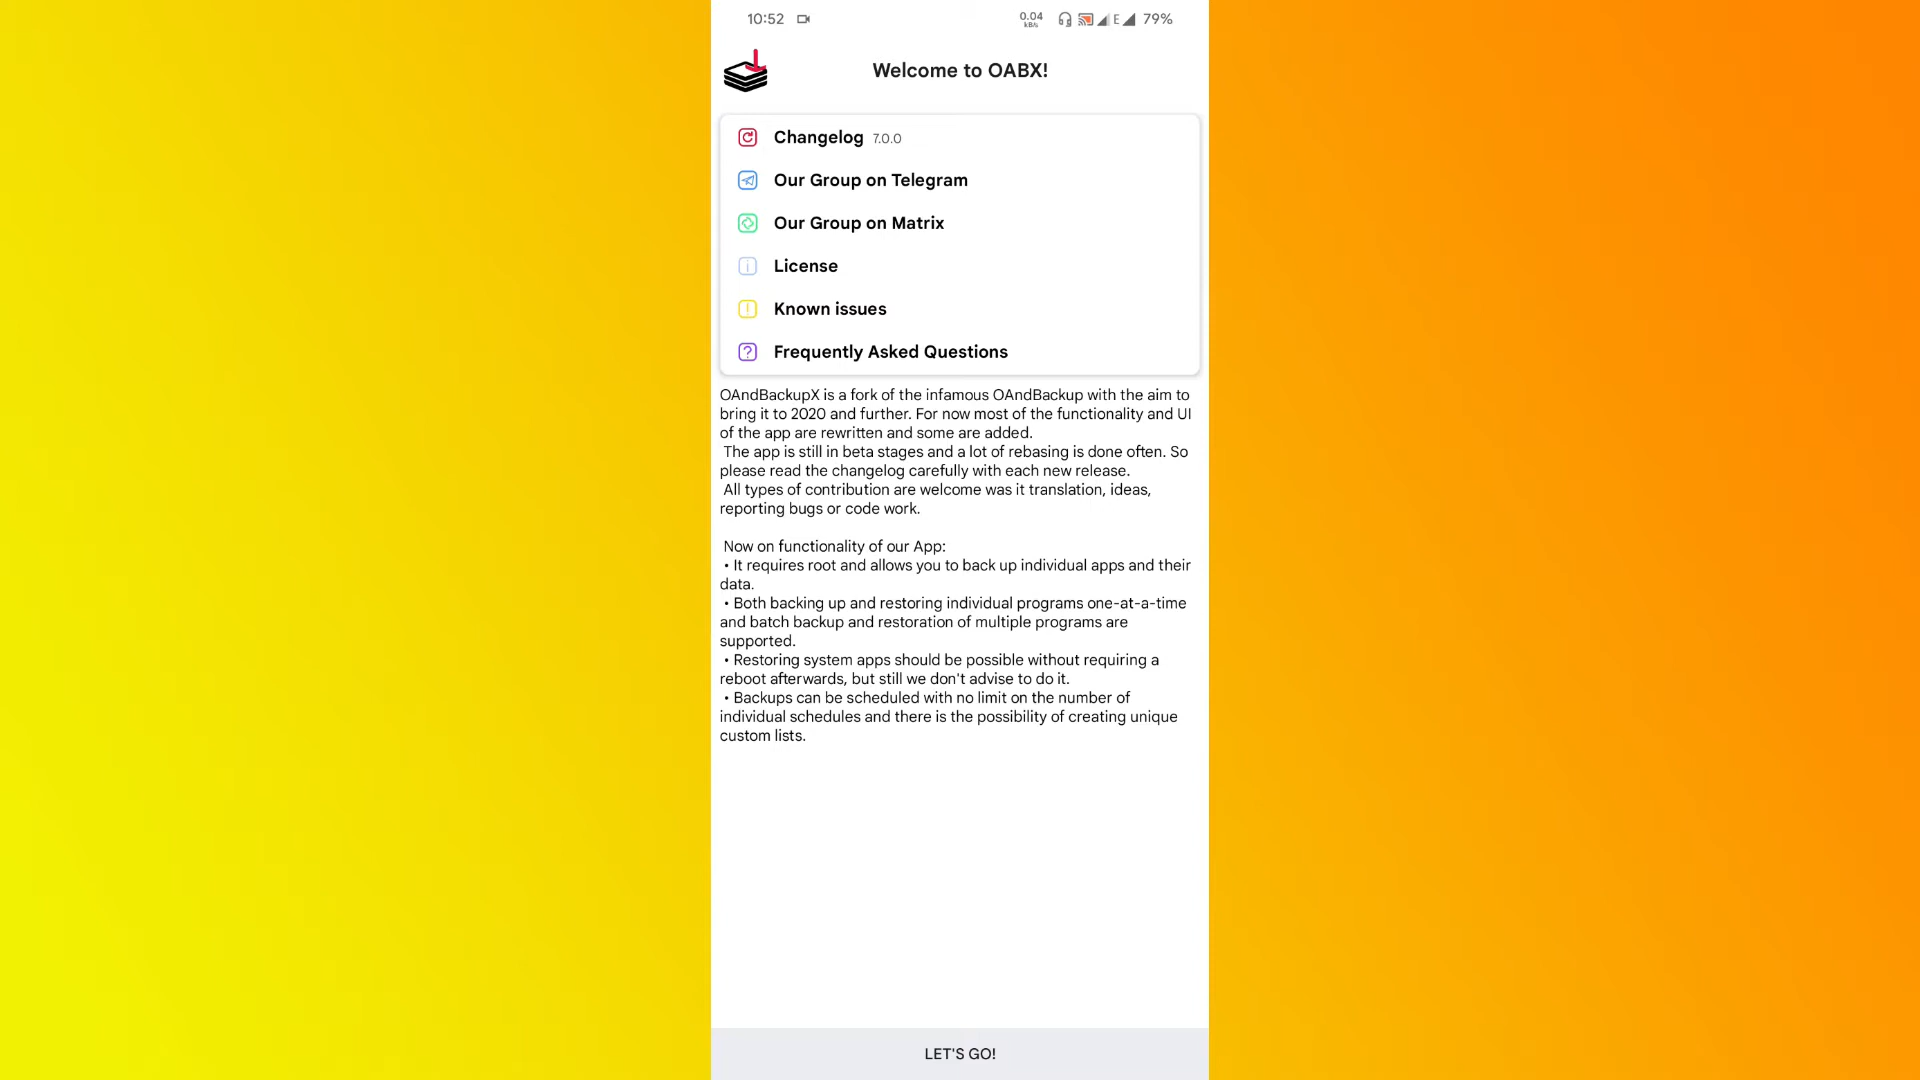 10:52 0.04 kB/s E 79%
Welcome to OABX!
Changelog 7.0.0
Our Group on Telegram
Our Group on Matrix
License
Known issues
Frequently Asked Questions
OAndBackupX is a fork of the infamous OAndBackup with the aim to
bring it to 2020 and further. For now most of the functionality and UI
of the app are rewritten and some are added.
The app is still in beta stages and a lot of rebasing is done often. So
please read the changelog carefully with each new release.
All types of contribution are welcome was it translation, ideas,
reporting bugs or code work.
Now on functionality of our App:
• It requires root and allows you to back up individual apps and their
data.
• Both backing up and restoring individual programs one-at-a-time
and batch backup and restoration of multiple programs are
supported.
• Restoring system apps should be possible without requiring a
reboot afterwards, but still we don't advise to do it.
• Backups can be scheduled with no limit on the number of
individual schedules and there is the possibility of creating unique
custom lists.
LET'S GO!